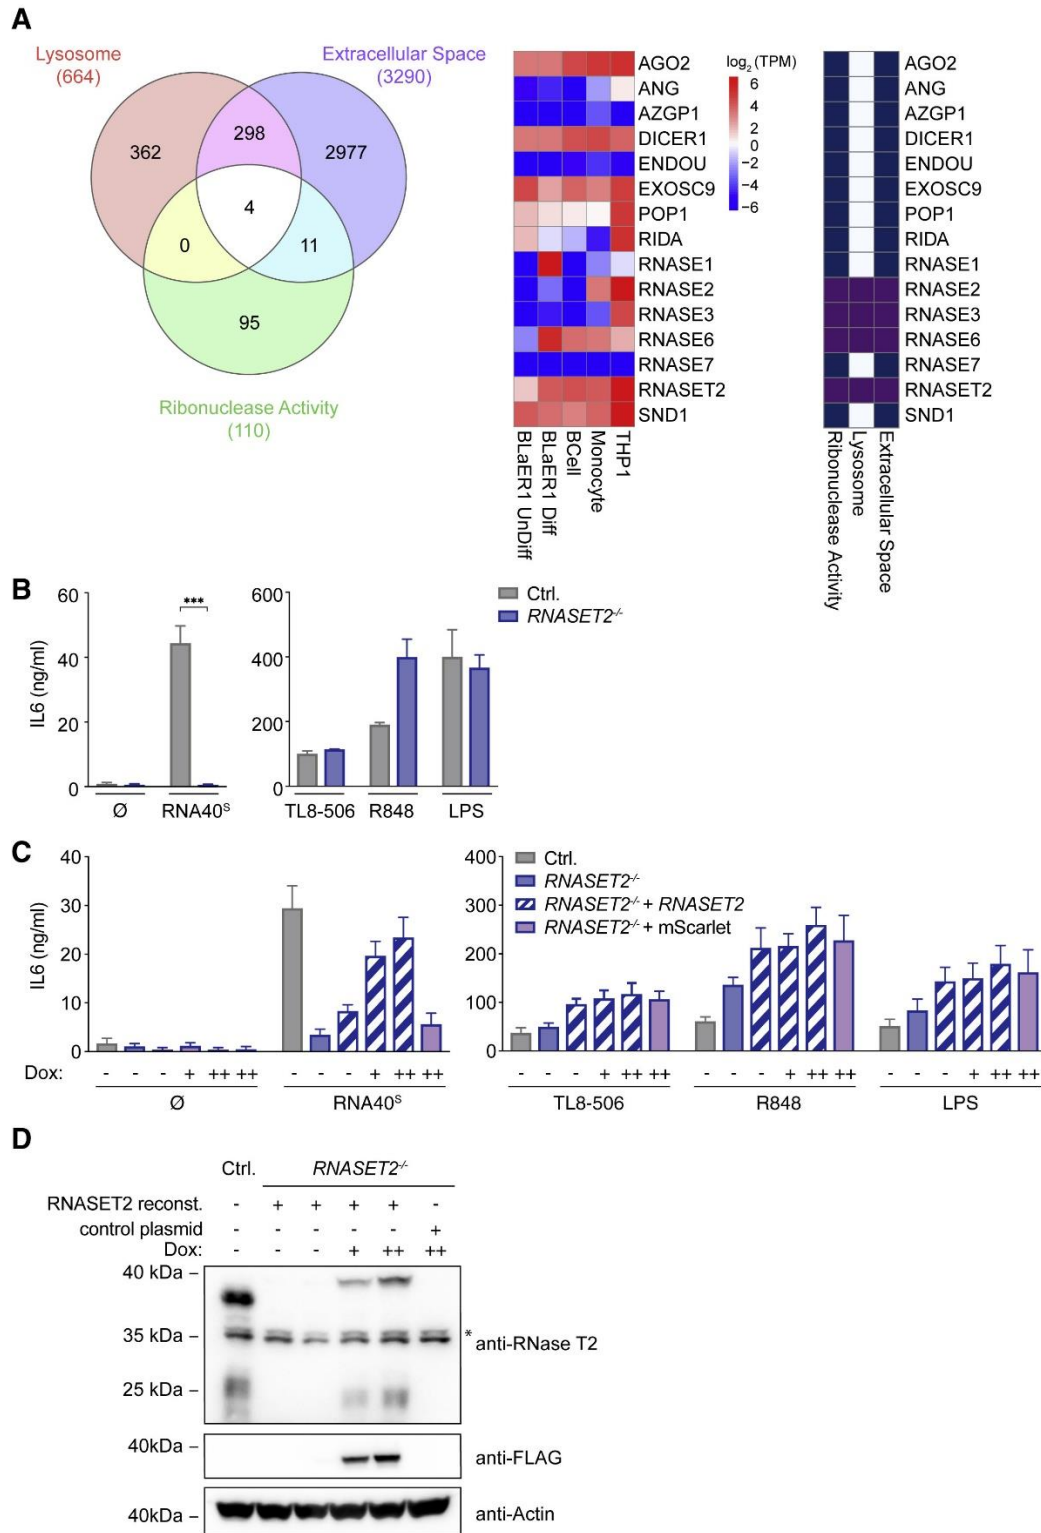 A
Lysosome
(664)
Extracellular Space
(3290)
362
298
2977
4
0
11
95
Ribonuclease Activity
(110)
AGO2
ANG
AZGP1
DICER1
ENDOU
EXOSC9
POP1
RIDA
RNASE1
RNASE2
RNASE3
RNASE6
RNASE7
RNASET2
SND1
BLaER1 UnDiff
BLaER1 Diff
BCell
Monocyte
THP1
log2 (TPM)
6
4
2
0
−2
−4
−6
AGO2
ANG
AZGP1
DICER1
ENDOU
EXOSC9
POP1
RIDA
RNASE1
RNASE2
RNASE3
RNASE6
RNASE7
RNASET2
SND1
Ribonuclease Activity
Lysosome
Extracellular Space
B
IL6 (ng/ml)
60
40
20
0
***
Ø RNA40S
600
400
200
0
TL8-506 R848 LPS
Ctrl.
RNASET2-/-
C
IL6 (ng/ml)
40
30
20
10
0
Dox: - - - + ++ ++ - - - + ++ ++
Ø RNA40S
400
300
200
100
0
Ctrl.
RNASET2-/-
RNASET2-/- + RNASET2
RNASET2-/- + mScarlet
- - - + ++ ++ - - - + ++ ++ - - - + ++ ++
TL8-506 R848 LPS
D
Ctrl. RNASET2-/-
RNASET2 reconst. - + + + + -
control plasmid - - - - - +
Dox: - - - + ++ ++
40 kDa –
35 kDa –
25 kDa –
* anti-RNase T2
40kDa –
anti-FLAG
40kDa –
anti-Actin